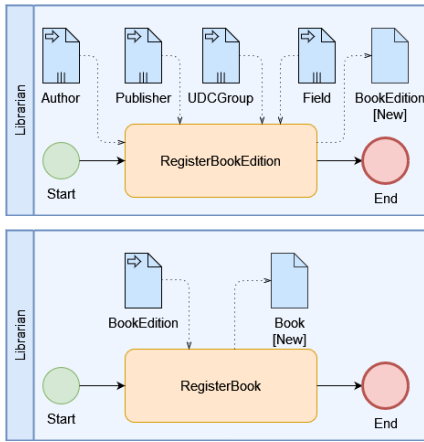 Librarian
Author
Publisher
UDCGroup
Field
BookEdition
[New]
RegisterBookEdition
Start
End
Librarian
BookEdition
Book
[New]
RegisterBook
Start
End